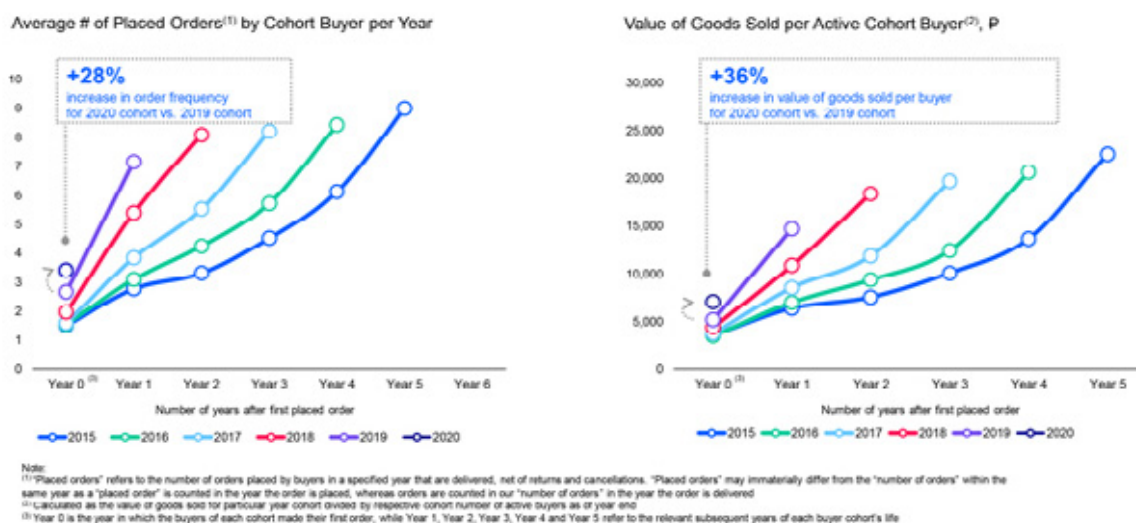 Average # of Placed Orders(1) by Cohort Buyer per Year
+28%
increase in order frequency
for 2020 cohort vs. 2019 cohort
10
9
8
7
6
5
4
3
2
1
0
Year 0 (3) Year 1 Year 2 Year 3 Year 4 Year 5 Year 6
Number of years after first placed order
2015 2016 2017 2018 2019 2020
Value of Goods Sold per Active Cohort Buyer(2), ₽
+36%
increase in value of goods sold per buyer
for 2020 cohort vs. 2019 cohort
30,000
25,000
20,000
15,000
10,000
5,000
0
Year 0 (3) Year 1 Year 2 Year 3 Year 4 Year 5
Number of years after first placed order
2015 2016 2017 2018 2019 2020
Note:
(1) "Placed orders" refers to the number of orders placed by buyers in a specified year that are delivered, net of returns and cancellations. "Placed orders" may immaterially differ from the "number of orders" within the
same year as a "placed order" is counted in the year the order is placed, whereas orders are counted in our "number of orders" in the year the order is delivered
(2) Calculated as the value of goods sold for particular year cohort divided by respective cohort number of active buyers as of year end
(3) Year 0 is the year in which the buyers of each cohort made their first order, while Year 1, Year 2, Year 3, Year 4 and Year 5 refer to the relevant subsequent years of each buyer cohort's life